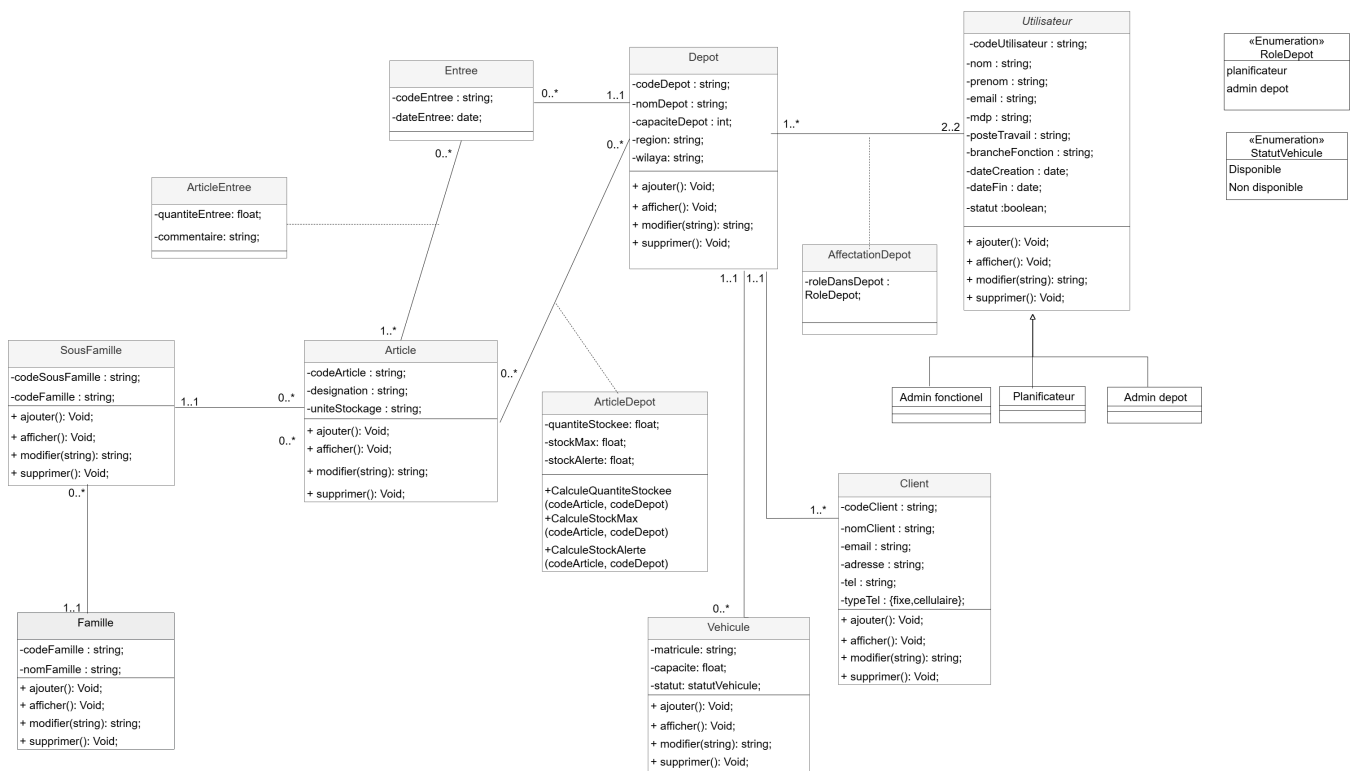 Utilisateur
-codeUtilisateur : string;
-nom : string;
-prenom : string;
-email : string;
-mdp : string;
-posteTravail : string;
-brancheFonction : string;
-dateCreation : date;
-dateFin : date;
-statut :boolean;
+ ajouter(): Void;
+ afficher(): Void;
+ modifier(string): string;
+ supprimer(): Void;
«Enumeration»
RoleDepot
planificateur
admin depot
«Enumeration»
StatutVehicule
Disponible
Non disponible
Depot
-codeDepot : string;
-nomDepot : string;
-capaciteDepot : int;
-region: string;
-wilaya: string;
+ ajouter(): Void;
+ afficher(): Void;
+ modifier(string): string;
+ supprimer(): Void;
Entree
-codeEntree : string;
-dateEntree: date;
0..*
1..1
1..*
2..2
0..*
0..*
ArticleEntree
-quantiteEntree: float;
-commentaire: string;
AffectationDepot
-roleDansDepot :
RoleDepot;
1..1
1..1
1..*
SousFamille
-codeSousFamille : string;
-codeFamille : string;
+ ajouter(): Void;
+ afficher(): Void;
+ modifier(string): string;
+ supprimer(): Void;
1..1
0..*
0..*
Article
-codeArticle : string;
-designation : string;
-uniteStockage : string;
+ ajouter(): Void;
+ afficher(): Void;
+ modifier(string): string;
+ supprimer(): Void;
0..*
ArticleDepot
-quantiteStockee: float;
-stockMax: float;
-stockAlerte: float;
+CalculeQuantiteStockee
(codeArticle, codeDepot)
+CalculeStockMax
(codeArticle, codeDepot)
+CalculeStockAlerte
(codeArticle, codeDepot)
Admin fonctionel
Planificateur
Admin depot
Client
-codeClient : string;
-nomClient : string;
-email : string;
-adresse : string;
-tel : string;
-typeTel : {fixe,cellulaire};
+ ajouter(): Void;
+ afficher(): Void;
+ modifier(string): string;
+ supprimer(): Void;
1..*
0..*
1..1
Famille
-codeFamille : string;
-nomFamille : string;
+ ajouter(): Void;
+ afficher(): Void;
+ modifier(string): string;
+ supprimer(): Void;
0..*
Vehicule
-matricule: string;
-capacite: float;
-statut: statutVehicule;
+ ajouter(): Void;
+ afficher(): Void;
+ modifier(string): string;
+ supprimer(): Void;